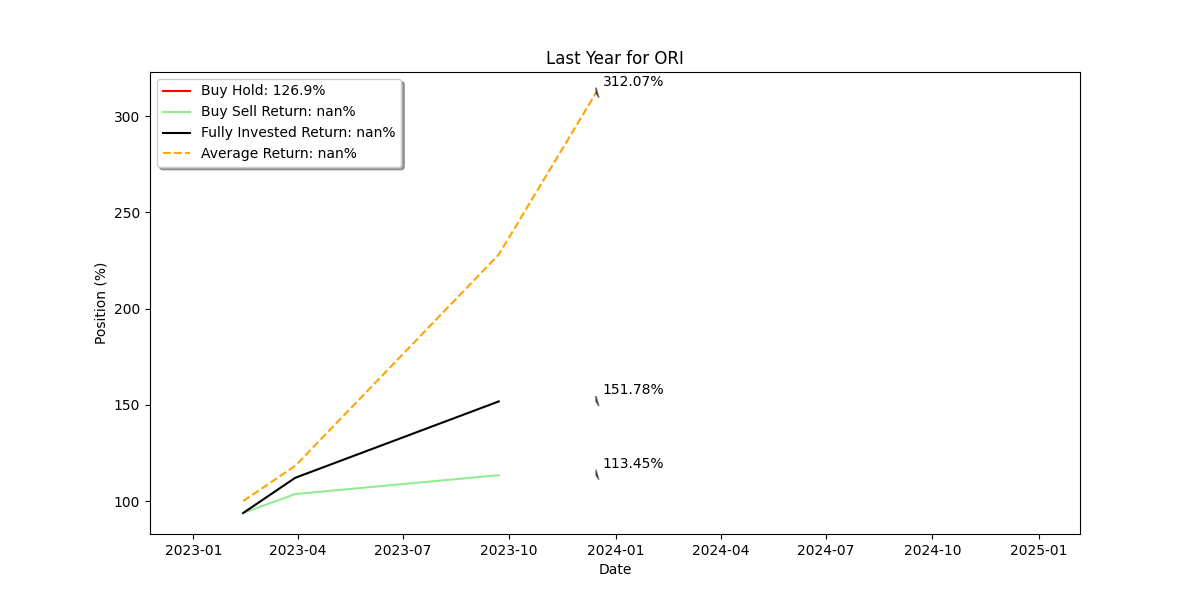 Last Year for ORI
Buy Hold: 126.9%
Buy Sell Return: nan%
Fully Invested Return: nan%
Average Return: nan%
312.07%
151.78%
113.45%
Position (%)
300
250
200
150
100
2023-01 2023-04 2023-07 2023-10 2024-01 2024-04 2024-07 2024-10 2025-01
Date